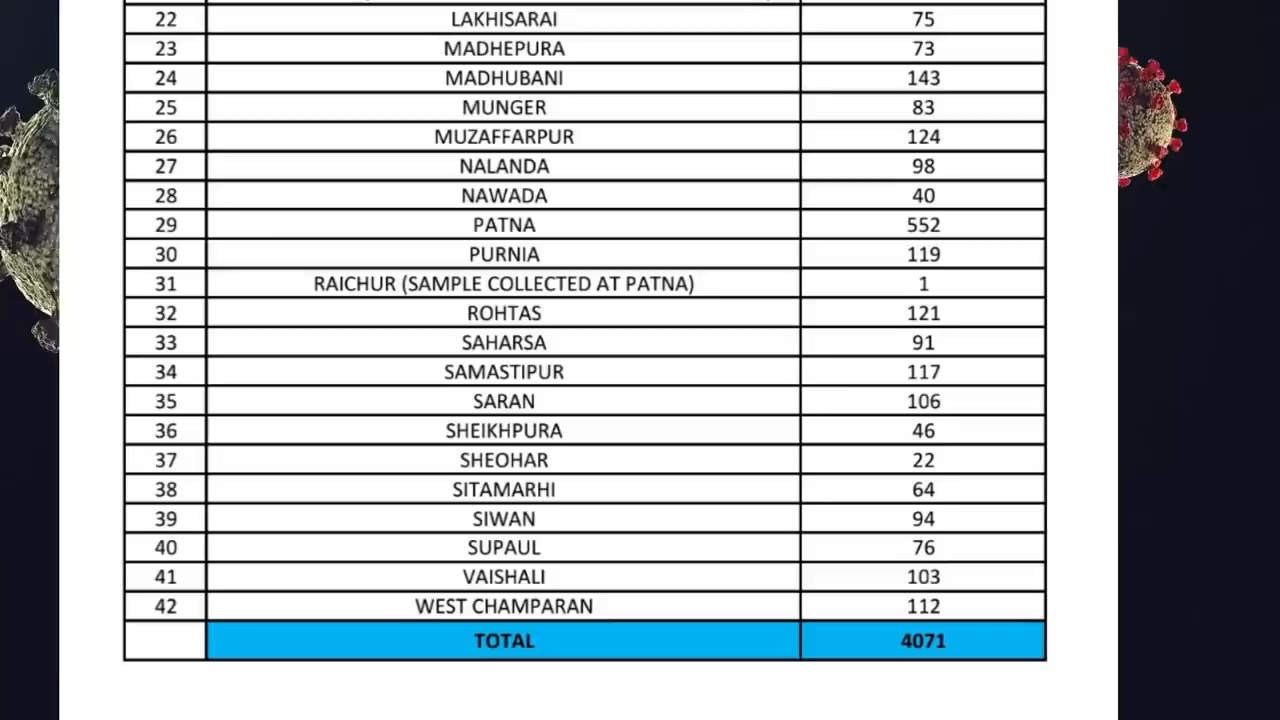 22 LAKHISARAI 75
23 MADHEPURA 73
24 MADHUBANI 143
25 MUNGER 83
26 MUZAFFARPUR 124
27 NALANDA 98
28 NAWADA 40
29 PATNA 552
30 PURNIA 119
31 RAICHUR (SAMPLE COLLECTED AT PATNA) 1
32 ROHTAS 121
33 SAHARSA 91
34 SAMASTIPUR 117
35 SARAN 106
36 SHEIKHPURA 46
37 SHEOHAR 22
38 SITAMARHI 64
39 SIWAN 94
40 SUPAUL 76
41 VAISHALI 103
42 WEST CHAMPARAN 112
TOTAL 4071